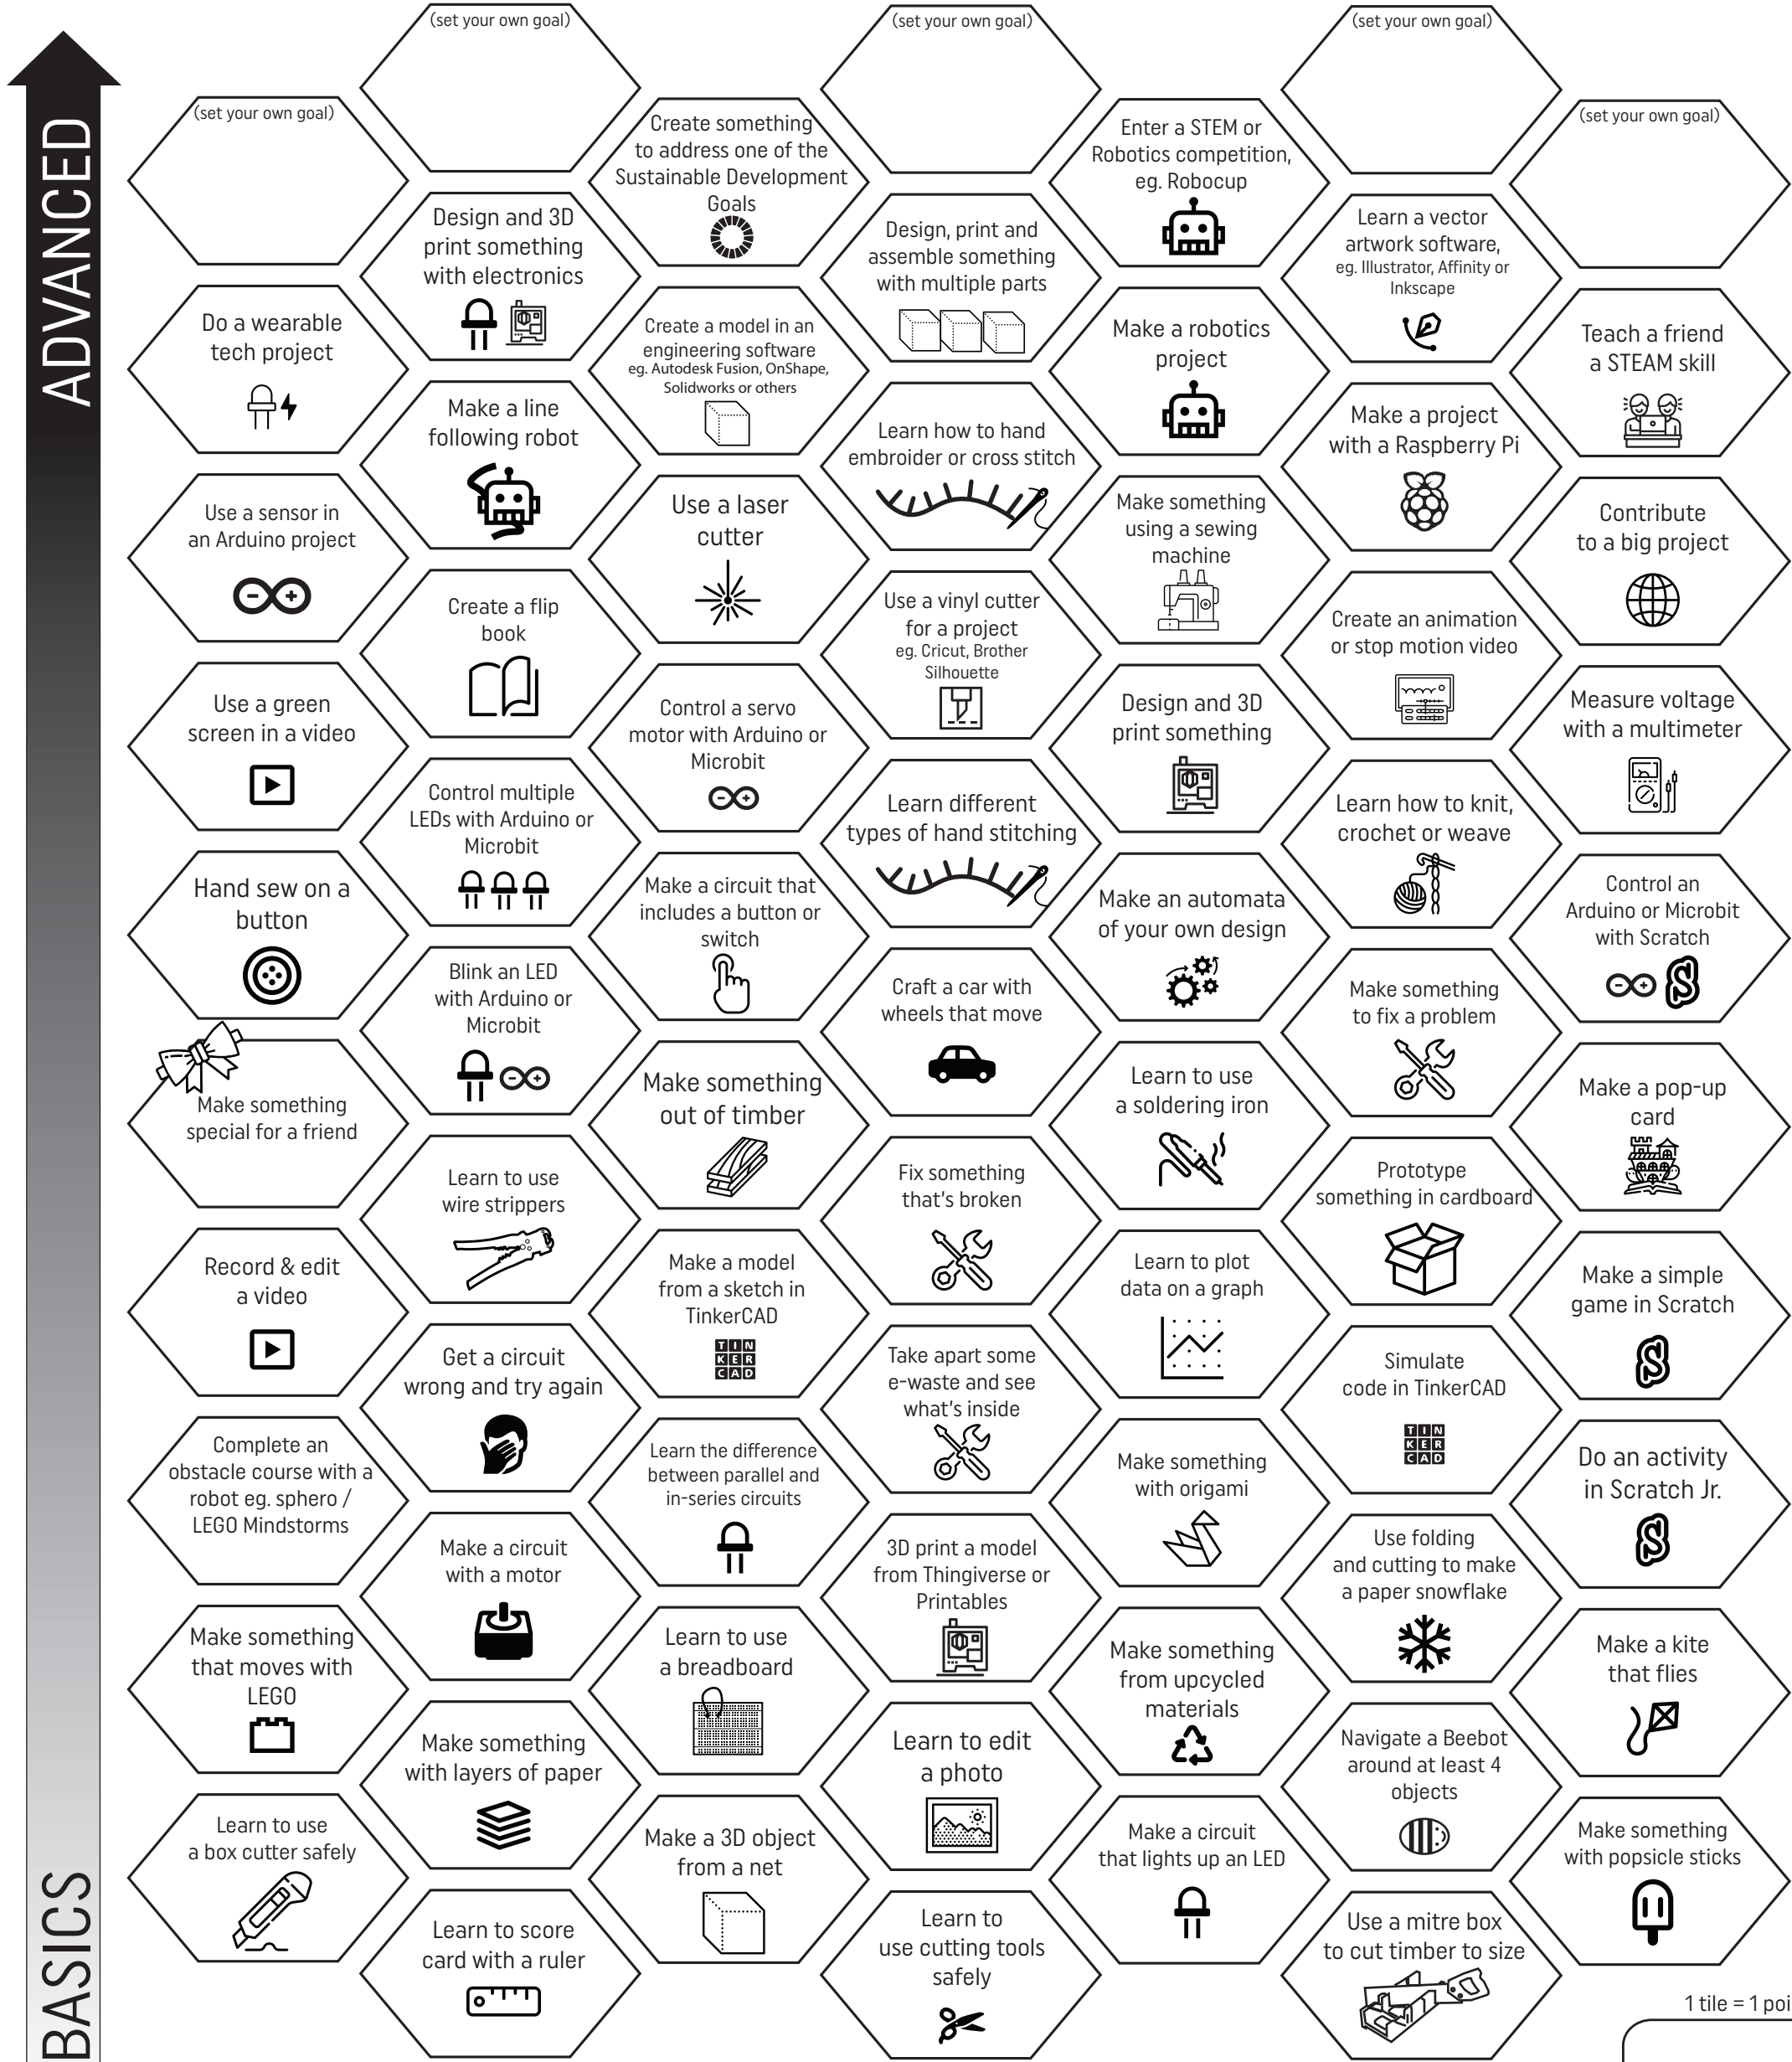 ADVANCED
BASICS
(set your own goal)
(set your own goal)
(set your own goal)
(set your own goal)
(set your own goal)
Create something
to address one of the
Sustainable Development
Goals
Enter a STEM or
Robotics competition,
eg. Robocup
Design and 3D
print something
with electronics
Design, print and
assemble something
with multiple parts
Learn a vector
artwork software,
eg. Illustrator, Affinity or
Inkscape
Do a wearable
tech project
Create a model in an
engineering software
eg. Autodesk Fusion, OnShape,
Solidworks or others
Make a robotics
project
Teach a friend
a STEAM skill
Make a line
following robot
Learn how to hand
embroider or cross stitch
Make a project
with a Raspberry Pi
Use a sensor in
an Arduino project
Use a laser
cutter
Make something
using a sewing
machine
Contribute
to a big project
Create a flip
book
Use a vinyl cutter
for a project
eg. Cricut, Brother
Silhouette
Create an animation
or stop motion video
Use a green
screen in a video
Control a servo
motor with Arduino or
Microbit
Design and 3D
print something
Measure voltage
with a multimeter
Control multiple
LEDs with Arduino or
Microbit
Learn different
types of hand stitching
Learn how to knit,
crochet or weave
Hand sew on a
button
Make a circuit that
includes a button or
switch
Make an automata
of your own design
Control an
Arduino or Microbit
with Scratch
Blink an LED
with Arduino or
Microbit
Craft a car with
wheels that move
Make something
to fix a problem
Make something
special for a friend
Make something
out of timber
Learn to use
a soldering iron
Make a pop-up
card
Learn to use
wire strippers
Fix something
that's broken
Prototype
something in cardboard
Record & edit
a video
Make a model
from a sketch in
TinkerCAD
TIN
KER
CAD
Learn to plot
data on a graph
Make a simple
game in Scratch
S
Get a circuit
wrong and try again
Take apart some
e-waste and see
what's inside
Simulate
code in TinkerCAD
TIN
KER
CAD
Complete an
obstacle course with a
robot eg. sphero /
LEGO Mindstorms
Learn the difference
between parallel and
in-series circuits
Make something
with origami
Do an activity
in Scratch Jr.
S
Make a circuit
with a motor
3D print a model
from Thingiverse or
Printables
Use folding
and cutting to make
a paper snowflake
Make something
that moves with
LEGO
Learn to use
a breadboard
Make something
from upcycled
materials
Make a kite
that flies
Make something
with layers of paper
Learn to edit
a photo
Navigate a Beebot
around at least 4
objects
Learn to use
a box cutter safely
Make a 3D object
from a net
Make a circuit
that lights up an LED
Make something
with popsicle sticks
Learn to score
card with a ruler
Learn to
use cutting tools
safely
Use a mitre box
to cut timber to size
1 tile = 1 poi